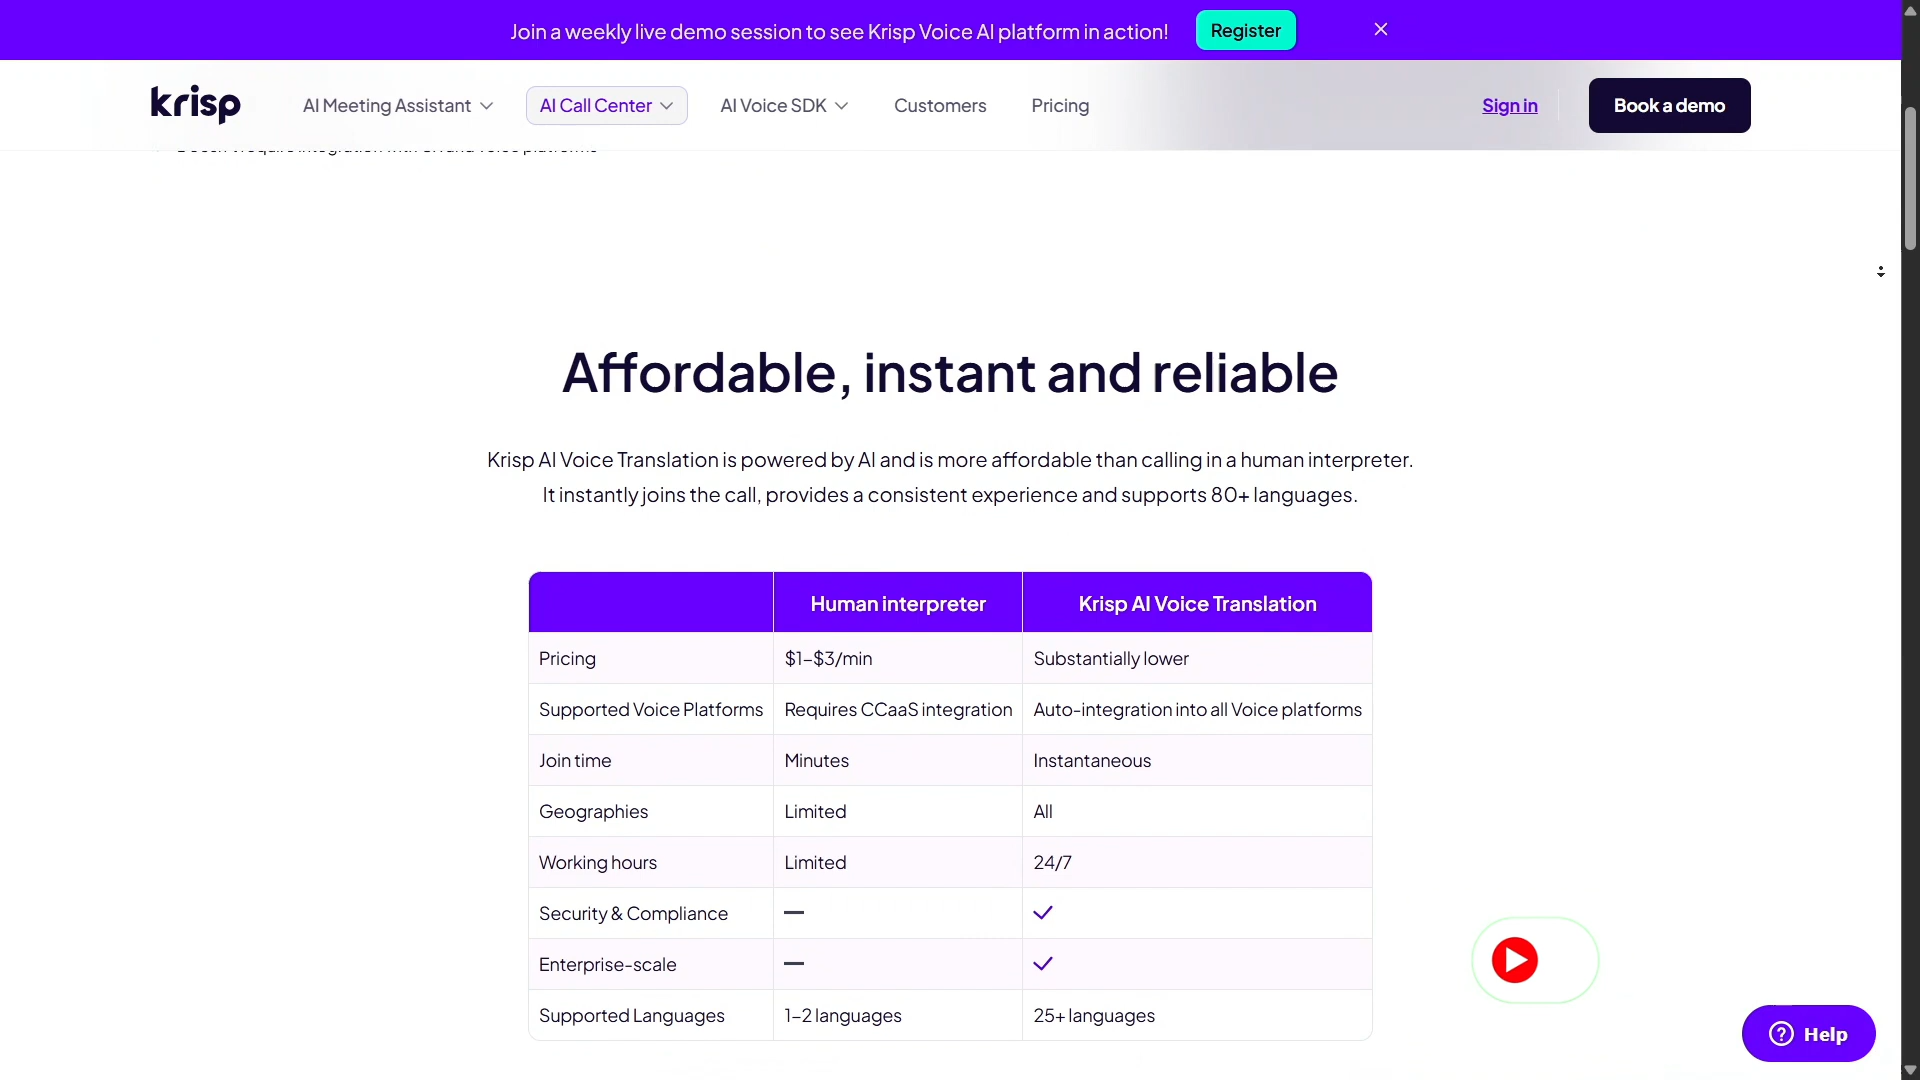 Join a weekly live demo session to see Krisp Voice AI platform in action! Register
krisp AI Meeting Assistant AI Call Center AI Voice SDK Customers Pricing Sign in Book a demo
Affordable, instant and reliable
Krisp AI Voice Translation is powered by AI and is more affordable than calling in a human interpreter.
It instantly joins the call, provides a consistent experience and supports 80+ languages.
Human interpreter Krisp AI Voice Translation
Pricing $1–$3/min Substantially lower
Supported Voice Platforms Requires CCaaS integration Auto-integration into all Voice platforms
Join time Minutes Instantaneous
Geographies Limited All
Working hours Limited 24/7
Security & Compliance — ✓
Enterprise-scale — ✓
Supported Languages 1–2 languages 25+ languages
Help